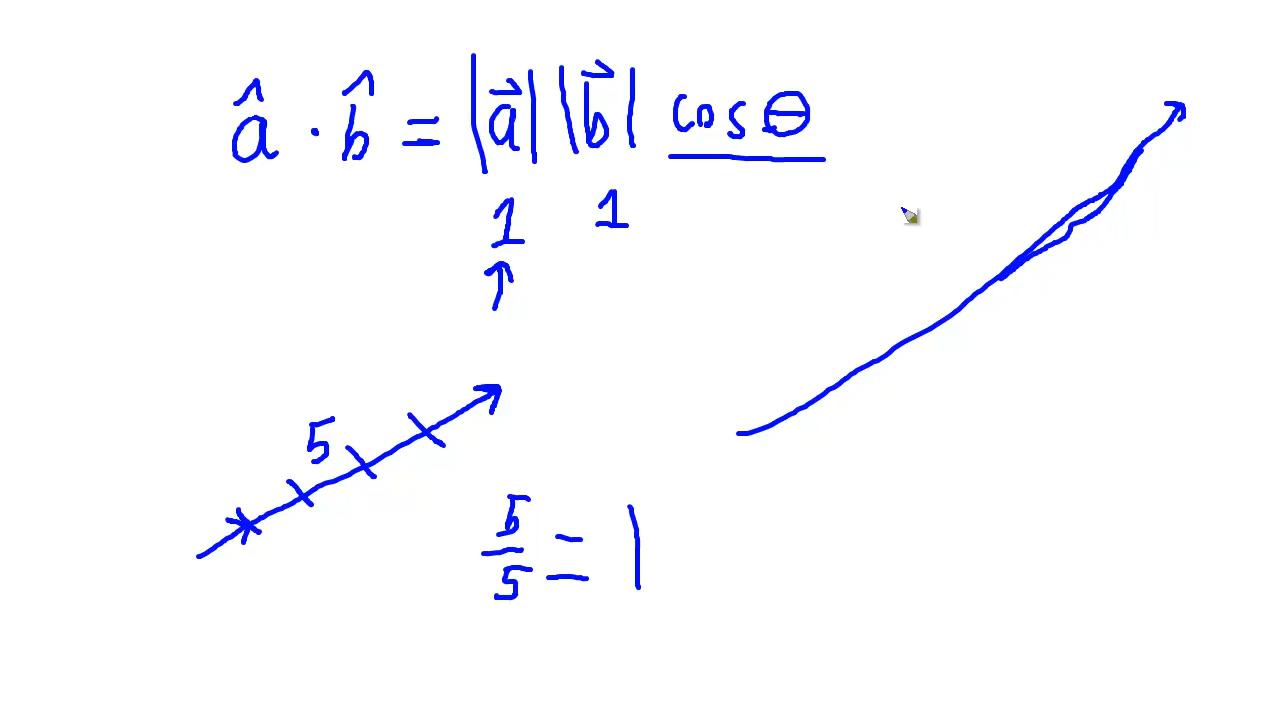 â · b̂ = |a⃗| |b⃗| cos θ
1 1
5
5/5 = 1